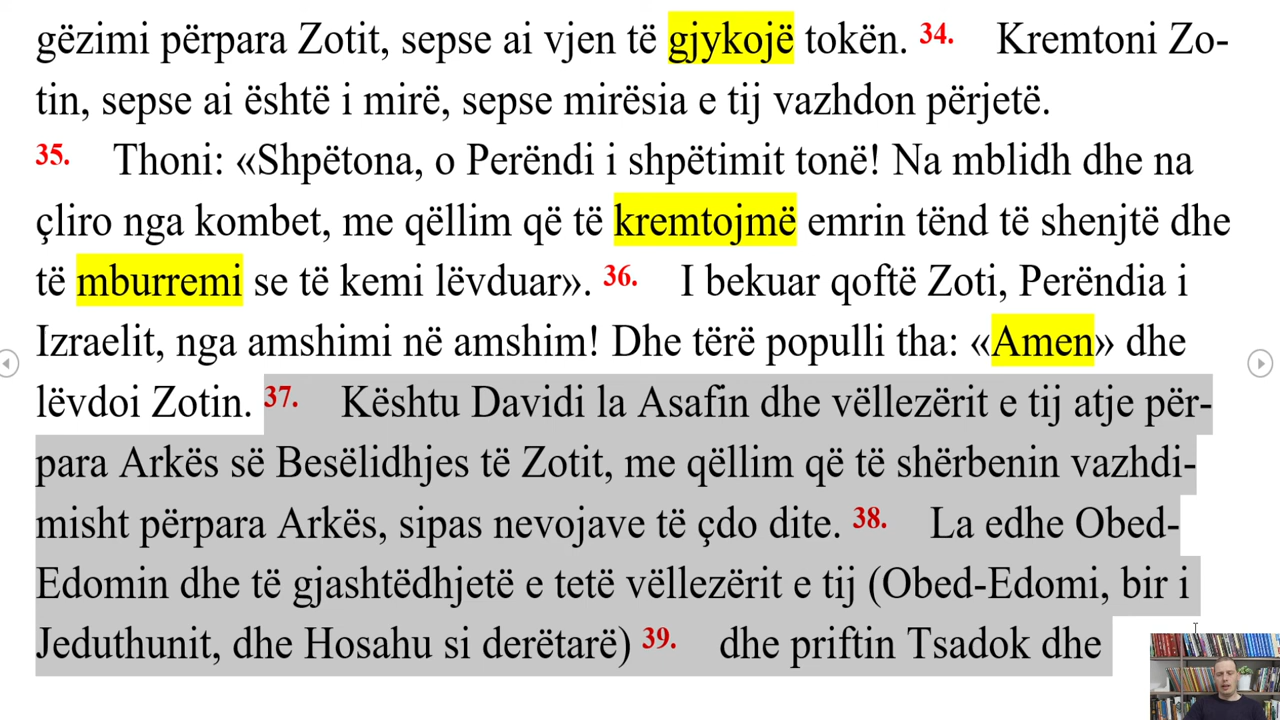 gëzimi përpara Zotit, sepse ai vjen të gjykojë tokën. 34. Kremtoni Zo-
tin, sepse ai është i mirë, sepse mirësia e tij vazhdon përjetë.
35. Thoni: «Shpëtona, o Perëndi i shpëtimit tonë! Na mblidh dhe na
çliro nga kombet, me qëllim që të kremtojmë emrin tënd të shenjtë dhe
të mburremi se të kemi lëvduar». 36. I bekuar qoftë Zoti, Perëndia i
Izraelit, nga amshimi në amshim! Dhe tërë populli tha: «Amen» dhe
lëvdoi Zotin. 37. Kështu Davidi la Asafin dhe vëllezërit e tij atje për-
para Arkës së Besëlidhjes të Zotit, me qëllim që të shërbenin vazhdi-
misht përpara Arkës, sipas nevojave të çdo dite. 38. La edhe Obed-
Edomin dhe të gjashtëdhjetë e tetë vëllezërit e tij (Obed-Edomi, bir i
Jeduthunit, dhe Hosahu si derëtarë) 39. dhe priftin Tsadok dhe